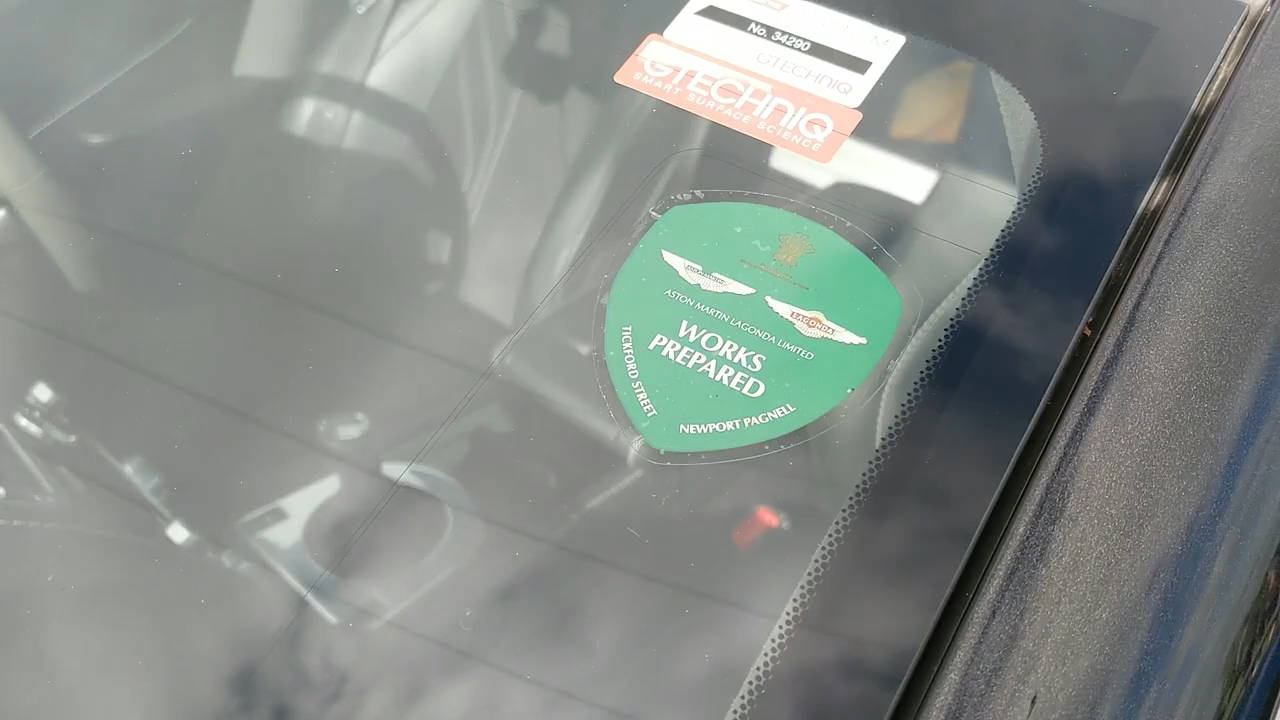 No. 34290
GTECHNIQ
GTECHNIQ
SMART SURFACE SCIENCE
ASTON MARTIN
LAGONDA
ASTON MARTIN LAGONDA LIMITED
WORKS
PREPARED
TICKFORD STREET
NEWPORT PAGNELL